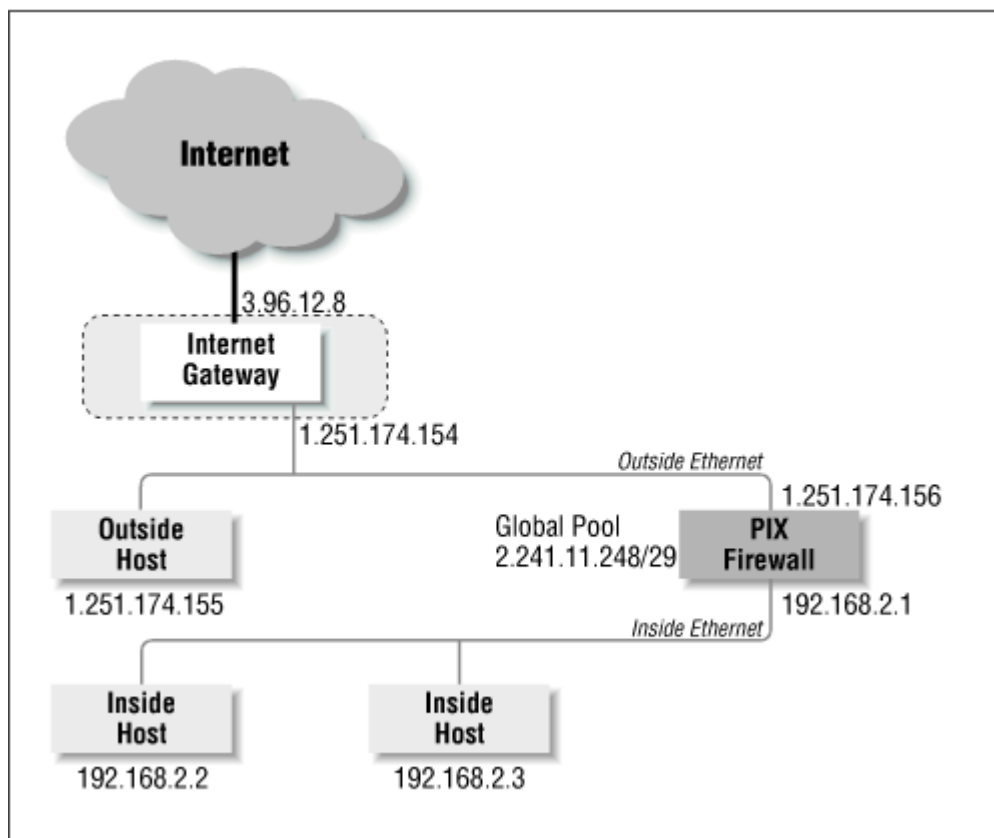 Internet
3.96.12.8
Internet
Gateway
1.251.174.154
Outside Ethernet
1.251.174.156
Outside
Host
Global Pool
2.241.11.248/29
PIX
Firewall
1.251.174.155
192.168.2.1
Inside Ethernet
Inside
Host
Inside
Host
192.168.2.2
192.168.2.3